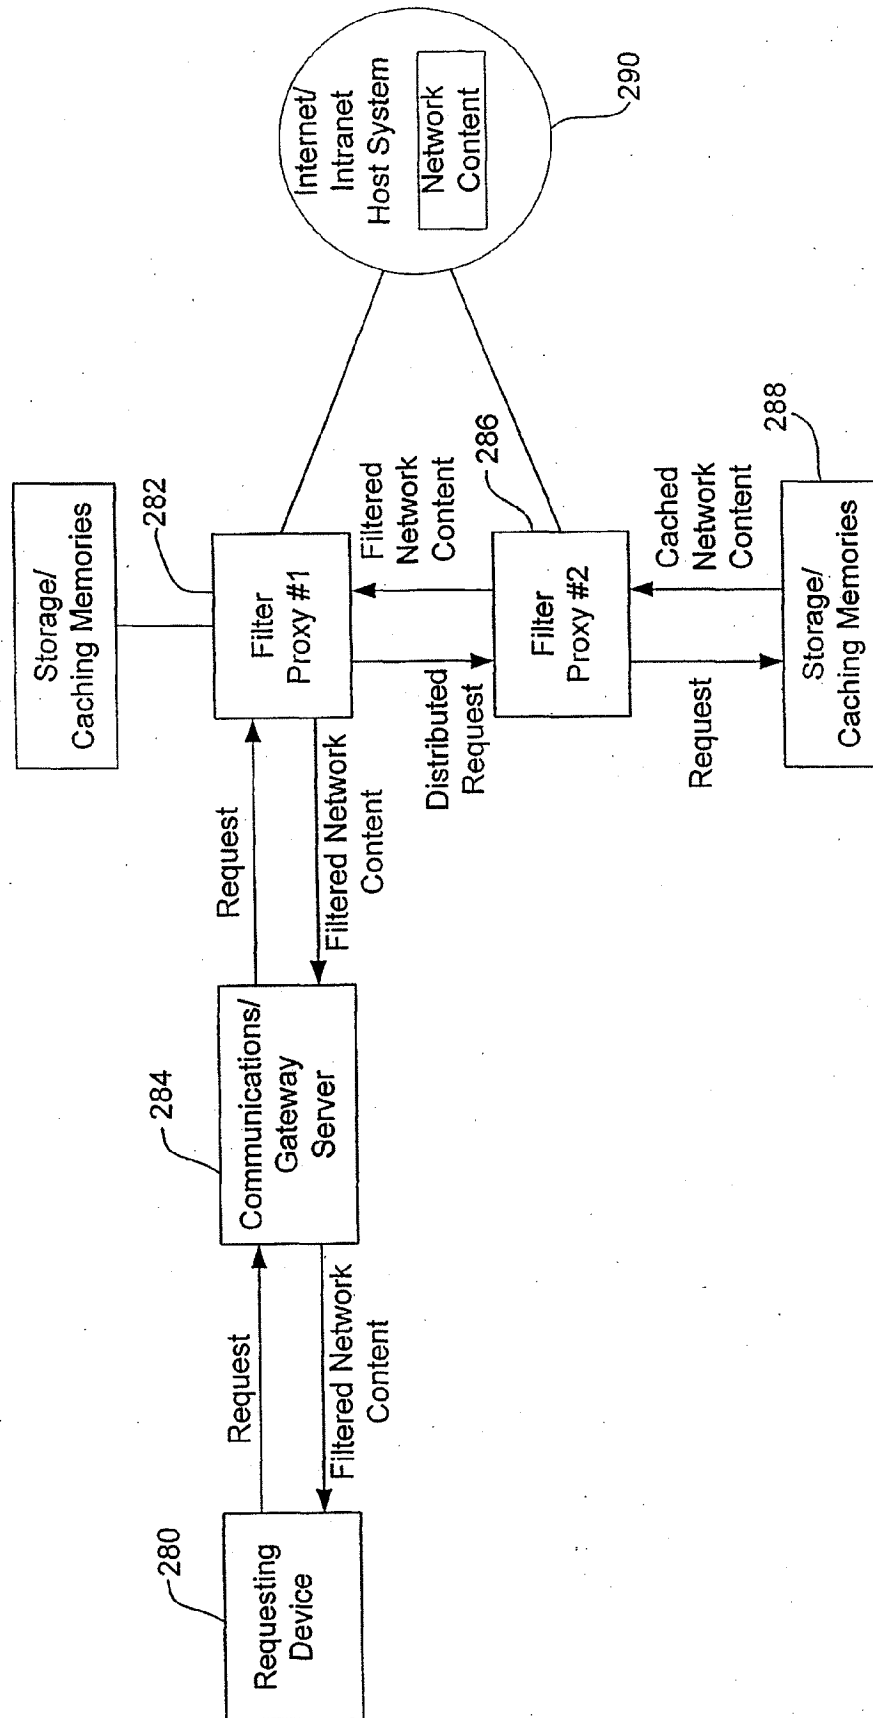 280
Requesting
Device
Request
Filtered Network
Content
284
Communications/
Gateway
Server
Request
Filtered Network
Content
Storage/
Caching Memories
282
Filter
Proxy #1
Distributed
Request
Filtered
Network
Content
286
Filter
Proxy #2
Request
Cached
Network
Content
288
Storage/
Caching Memories
Internet/
Intranet
Host System
Network
Content
290